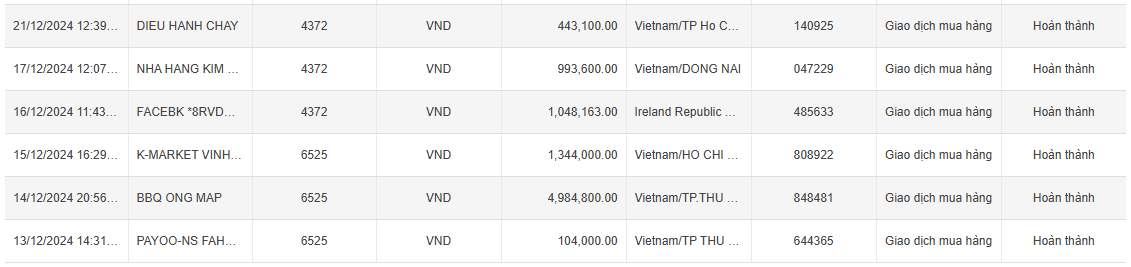 21/12/2024 12:39... DIEU HANH CHAY 4372 VND 443,100.00 Vietnam/TP Ho C... 140925 Giao dịch mua hàng Hoàn thành
17/12/2024 12:07... NHA HANG KIM ... 4372 VND 993,600.00 Vietnam/DONG NAI 047229 Giao dịch mua hàng Hoàn thành
16/12/2024 11:43... FACEBK *8RVD... 4372 VND 1,048,163.00 Ireland Republic ... 485633 Giao dịch mua hàng Hoàn thành
15/12/2024 16:29... K-MARKET VINH... 6525 VND 1,344,000.00 Vietnam/HO CHI ... 808922 Giao dịch mua hàng Hoàn thành
14/12/2024 20:56... BBQ ONG MAP 6525 VND 4,984,800.00 Vietnam/TP.THU ... 848481 Giao dịch mua hàng Hoàn thành
13/12/2024 14:31... PAYOO-NS FAH... 6525 VND 104,000.00 Vietnam/TP THU ... 644365 Giao dịch mua hàng Hoàn thành